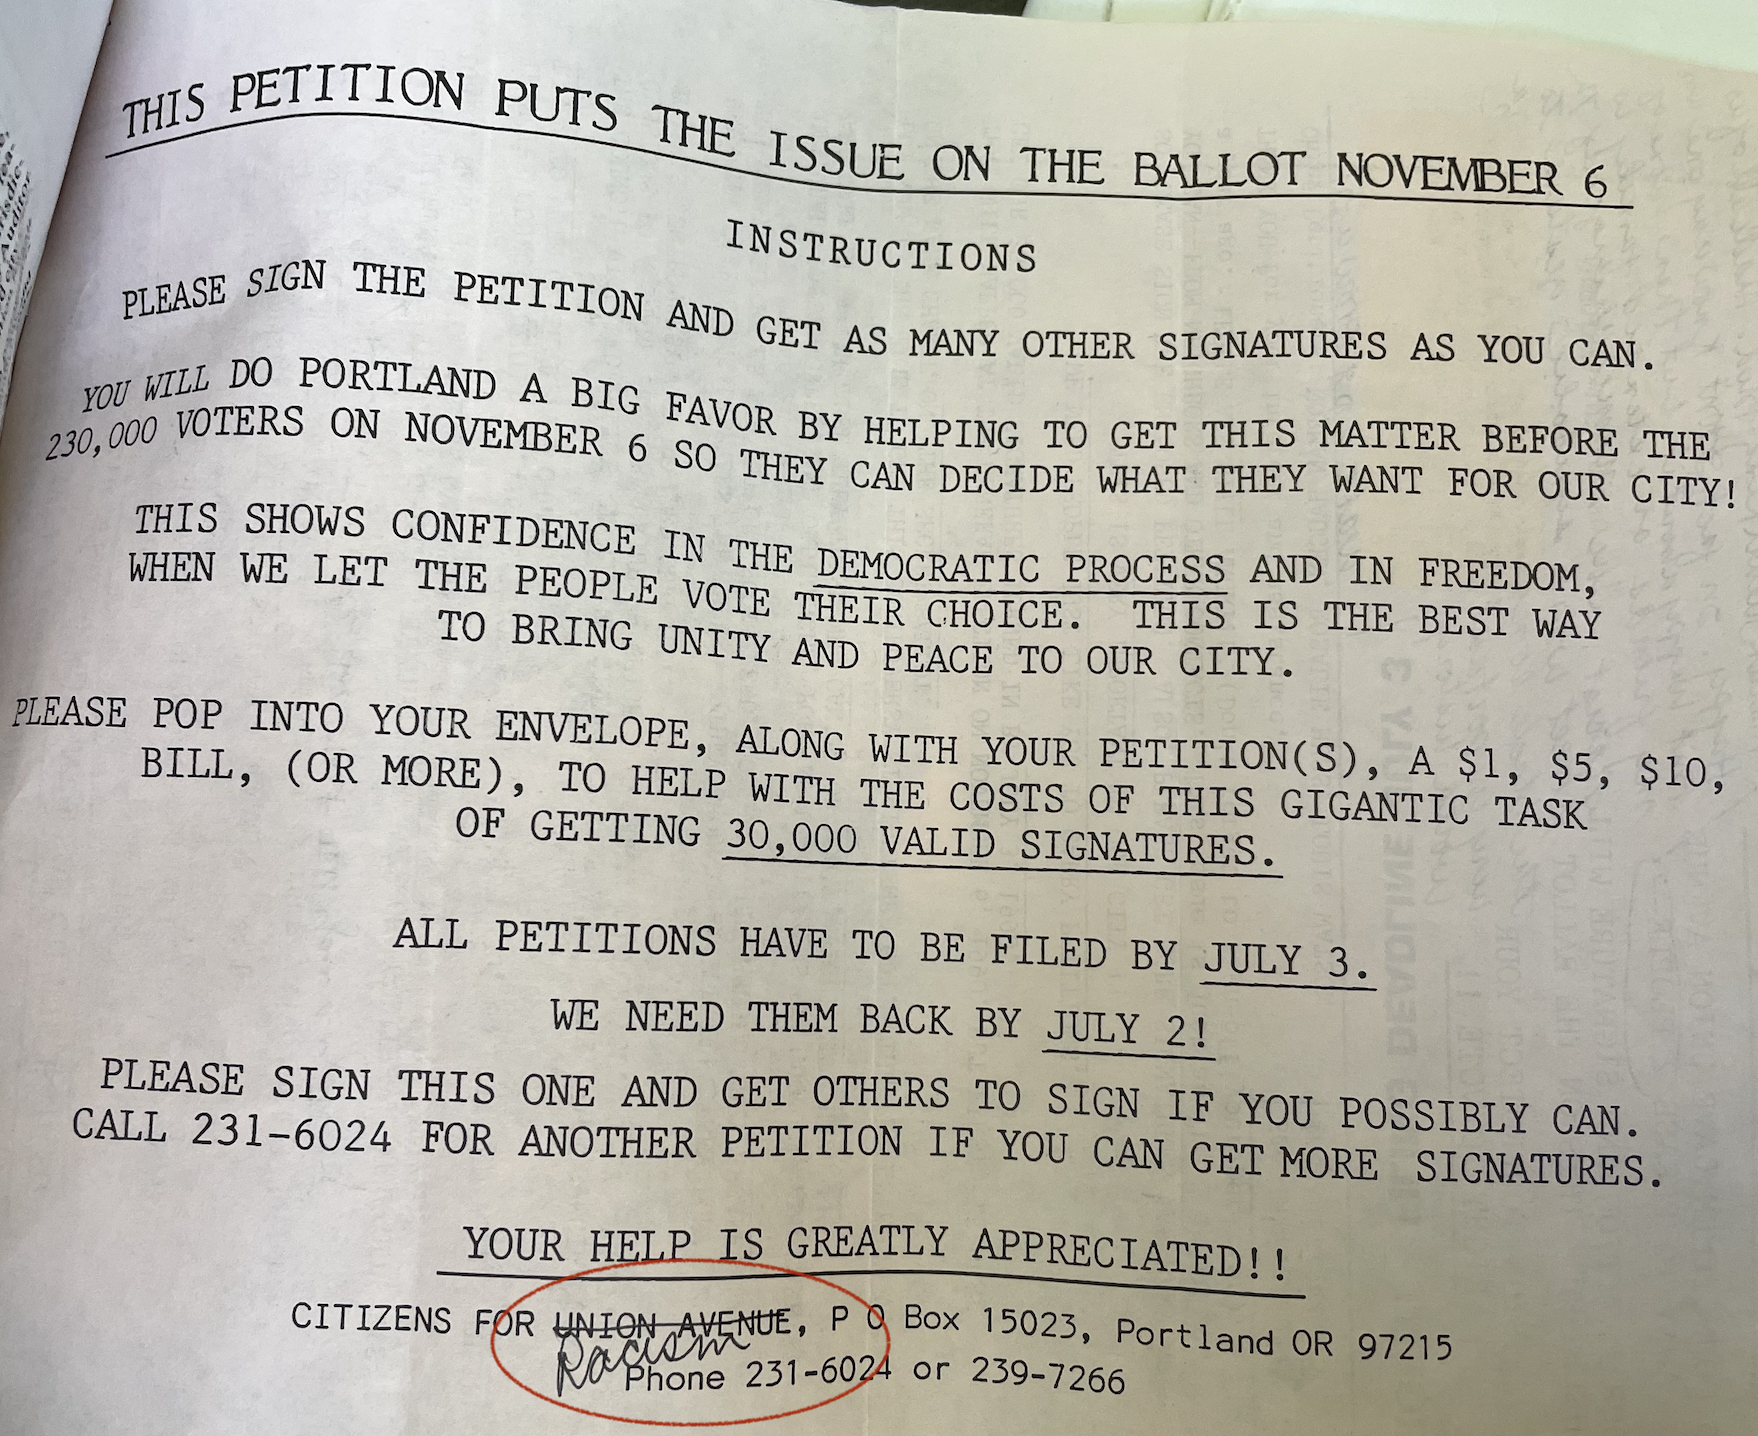 THIS PETITION PUTS THE ISSUE ON THE BALLOT NOVEMBER 6
INSTRUCTIONS
PLEASE SIGN THE PETITION AND GET AS MANY OTHER SIGNATURES AS YOU CAN.
YOU WILL DO PORTLAND A BIG FAVOR BY HELPING TO GET THIS MATTER BEFORE THE
230,000 VOTERS ON NOVEMBER 6 SO THEY CAN DECIDE WHAT THEY WANT FOR OUR CITY!
THIS SHOWS CONFIDENCE IN THE DEMOCRATIC PROCESS AND IN FREEDOM,
WHEN WE LET THE PEOPLE VOTE THEIR CHOICE. THIS IS THE BEST WAY
TO BRING UNITY AND PEACE TO OUR CITY.
PLEASE POP INTO YOUR ENVELOPE, ALONG WITH YOUR PETITION(S), A $1, $5, $10,
BILL, (OR MORE), TO HELP WITH THE COSTS OF THIS GIGANTIC TASK
OF GETTING 30,000 VALID SIGNATURES.
ALL PETITIONS HAVE TO BE FILED BY JULY 3.
WE NEED THEM BACK BY JULY 2!
PLEASE SIGN THIS ONE AND GET OTHERS TO SIGN IF YOU POSSIBLY CAN.
CALL 231-6024 FOR ANOTHER PETITION IF YOU CAN GET MORE SIGNATURES.
YOUR HELP IS GREATLY APPRECIATED!!
CITIZENS FOR UNION AVENUE, P O Box 15023, Portland OR 97215
Racism
Phone 231-6024 or 239-7266